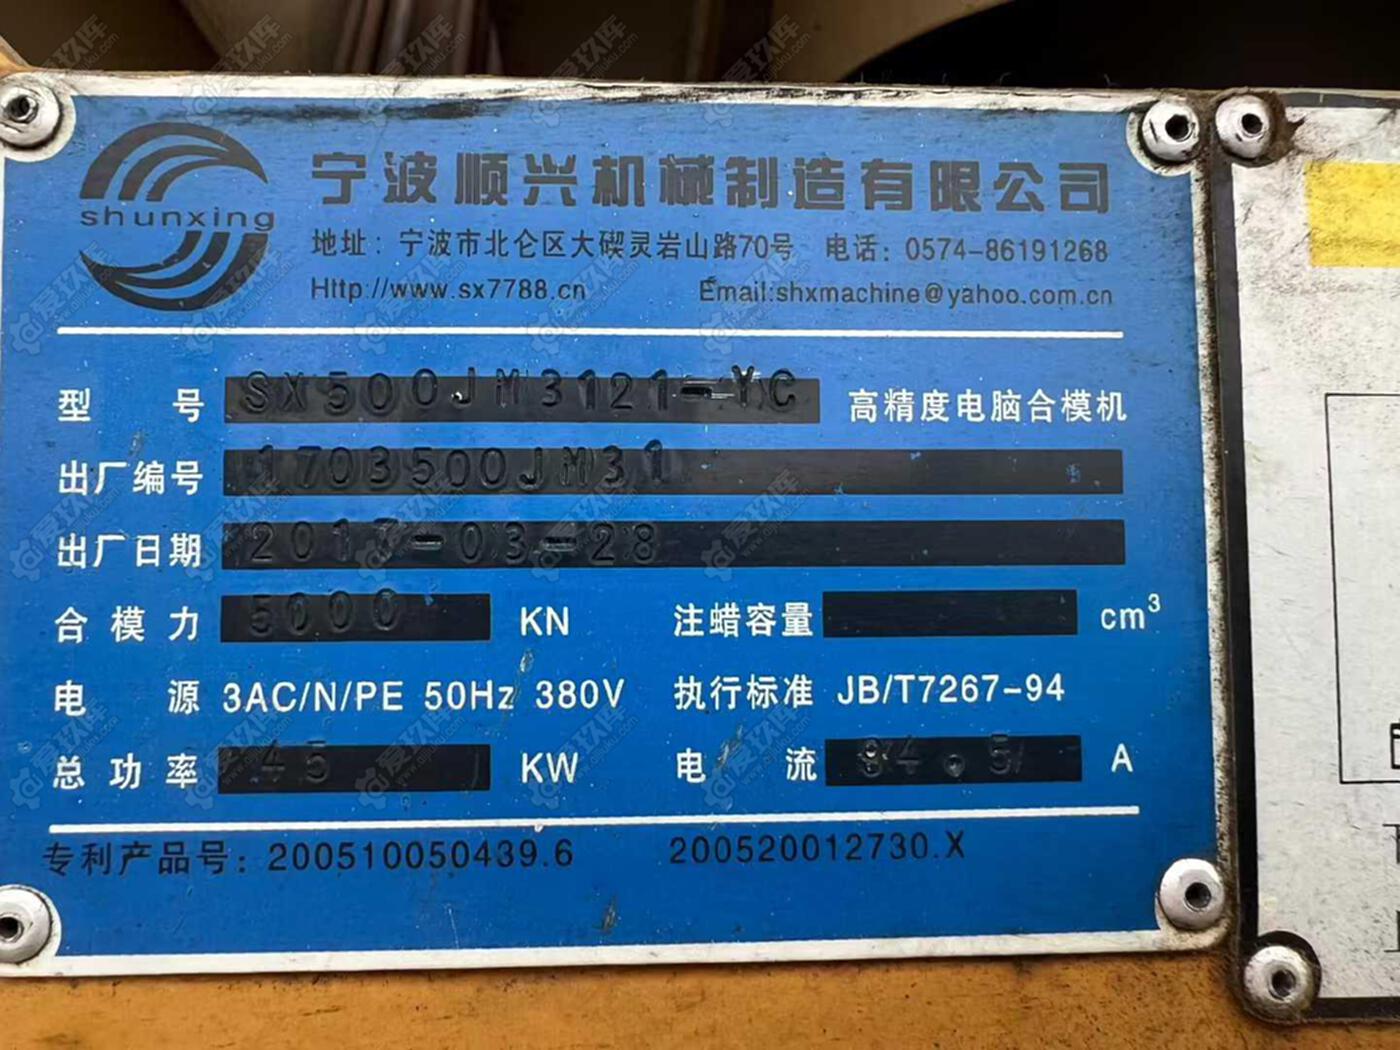 shunxing
宁波顺兴机械制造有限公司
地址：宁波市北仑区大碶灵岩山路70号 电话：0574-86191268
Http://www.sx7788.cn Email:shxmachine@yahoo.com.cn
型号 SX500JM3121-YC 高精度电脑合模机
出厂编号 1703500JM31
出厂日期 2017-03-28
合模力 5000 KN 注蜡容量 cm³
电源 3AC/N/PE 50Hz 380V 执行标准 JB/T7267-94
总功率 45 KW 电流 84.5 A
专利产品号：200510050439.6 200520012730.X